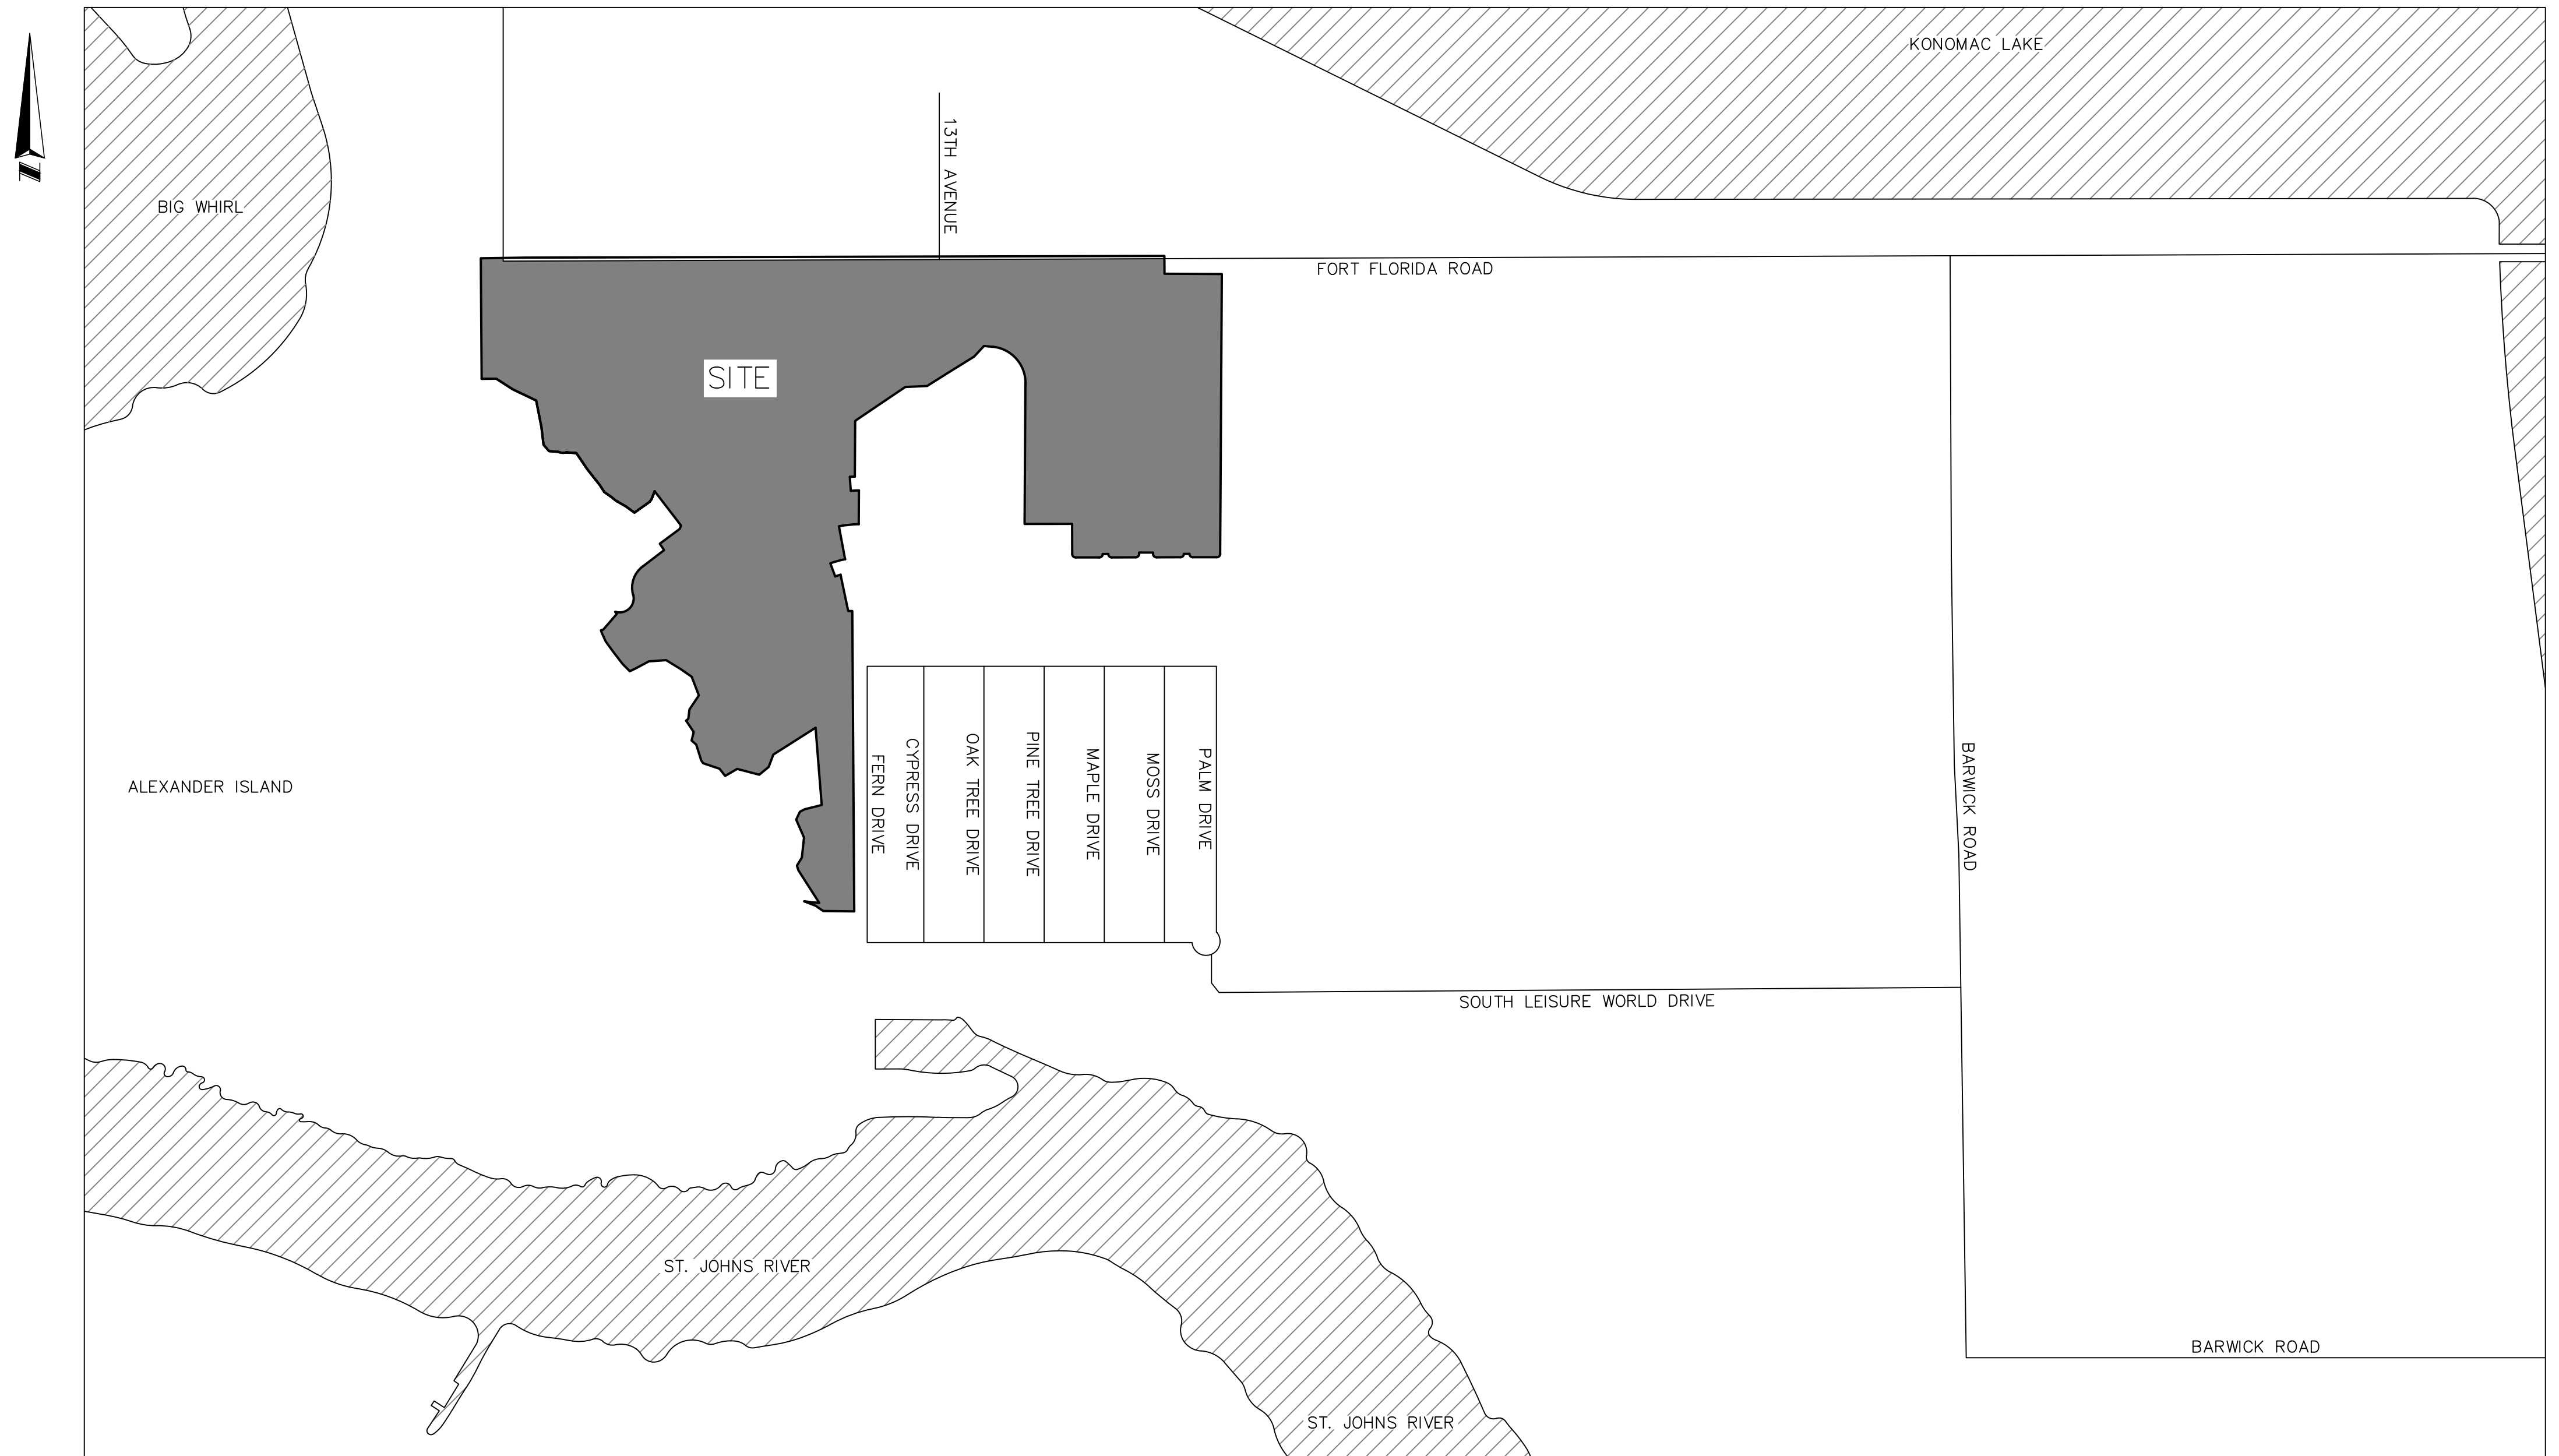 KONOMAC LAKE
13TH AVENUE
N
BIG WHIRL
FORT FLORIDA ROAD
SITE
FERN DRIVE
CYPRESS DRIVE
OAK TREE DRIVE
PINE TREE DRIVE
MAPLE DRIVE
MOSS DRIVE
PALM DRIVE
BARWICK ROAD
ALEXANDER ISLAND
SOUTH LEISURE WORLD DRIVE
ST. JOHNS RIVER
BARWICK ROAD
ST. JOHNS RIVER